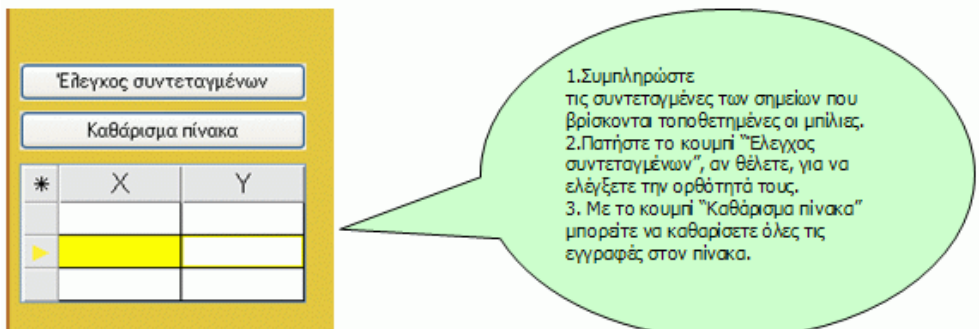 Έλεγχος συντεταγμένων
Καθάρισμα πίνακα
* X Y
1.Συμπληρώστε
τις συντεταγμένες των σημείων που
βρίσκονται τοποθετημένες οι μπίλιες.
2.Πατήστε το κουμπί “Έλεγχος
συντεταγμένων”, αν θέλετε, για να
ελέγξετε την ορθότητά τους.
3. Με το κουμπί “Καθάρισμα πίνακα”
μπορείτε να καθαρίσετε όλες τις
εγγραφές στον πίνακα.